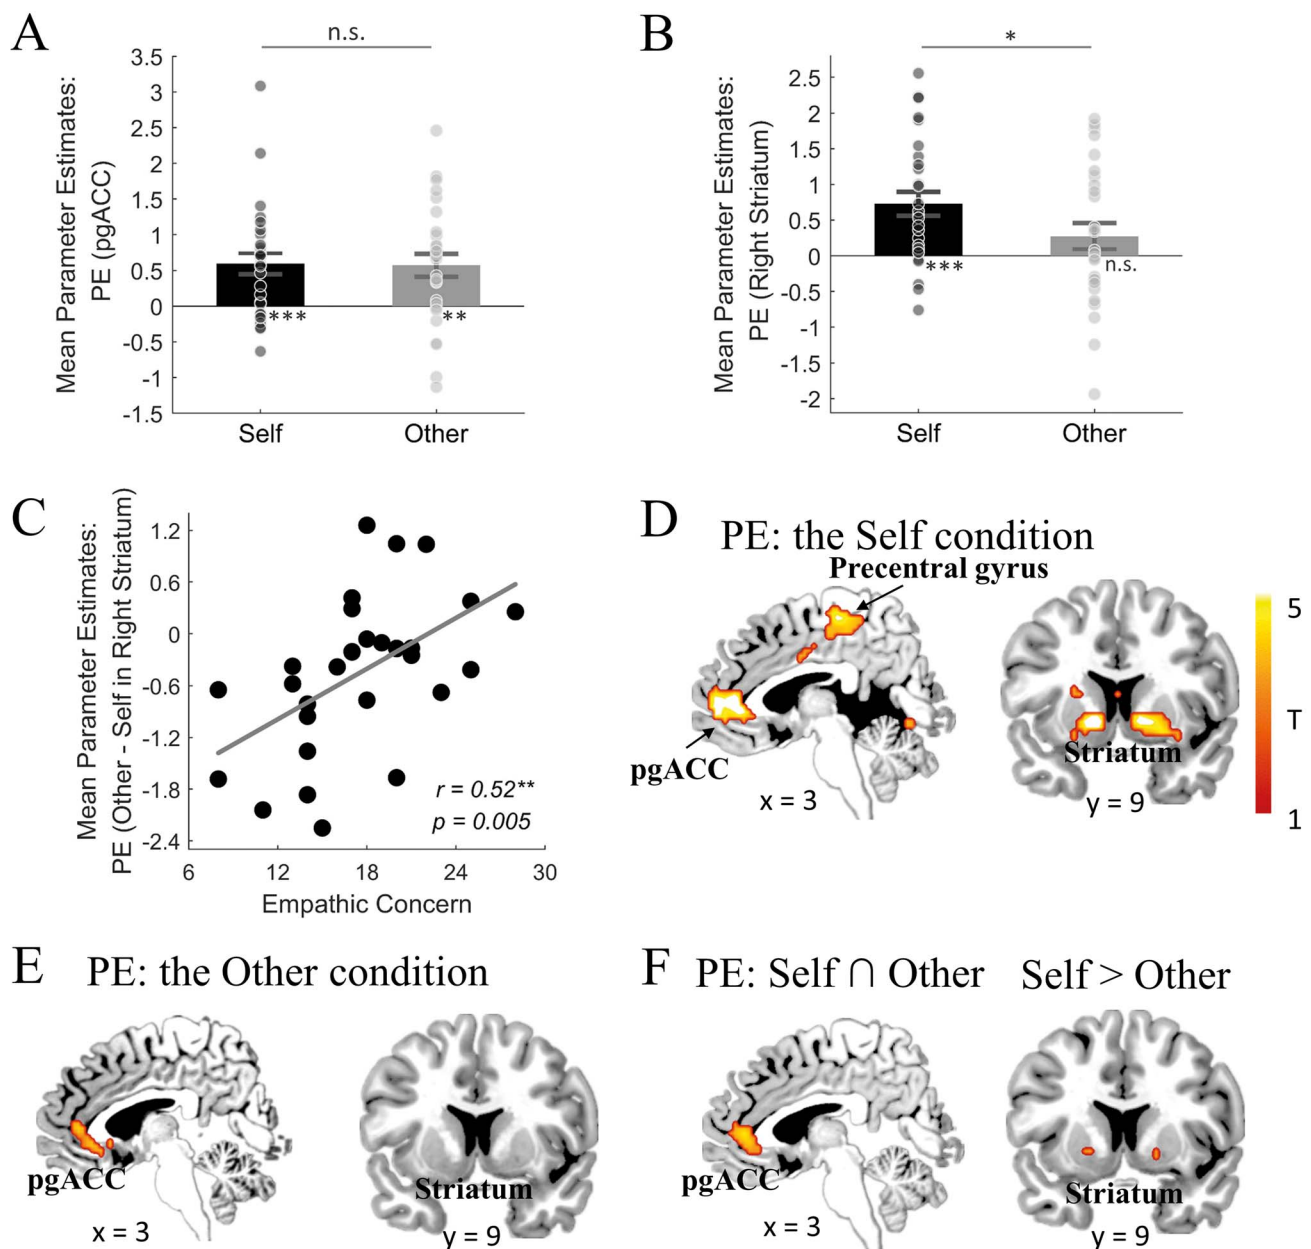 A
n.s.
Mean Parameter Estimates:
PE (pgACC)
3.5
3
2.5
2
1.5
1
0.5
0
-0.5
-1
-1.5
***
**
Self
Other
B
*
Mean Parameter Estimates:
PE (Right Striatum)
2.5
2
1.5
1
0.5
0
-0.5
-1
-1.5
-2
***
n.s.
Self
Other
C
Mean Parameter Estimates:
PE (Other - Self in Right Striatum)
1.2
0.6
0
-0.6
-1.2
-1.8
-2.4
r = 0.52**
p = 0.005
6 12 18 24 30
Empathic Concern
D
PE: the Self condition
Precentral gyrus
pgACC
x = 3
Striatum
y = 9
5
T
1
E
PE: the Other condition
pgACC
x = 3
Striatum
y = 9
F
PE: Self ∩ Other
Self > Other
pgACC
x = 3
Striatum
y = 9